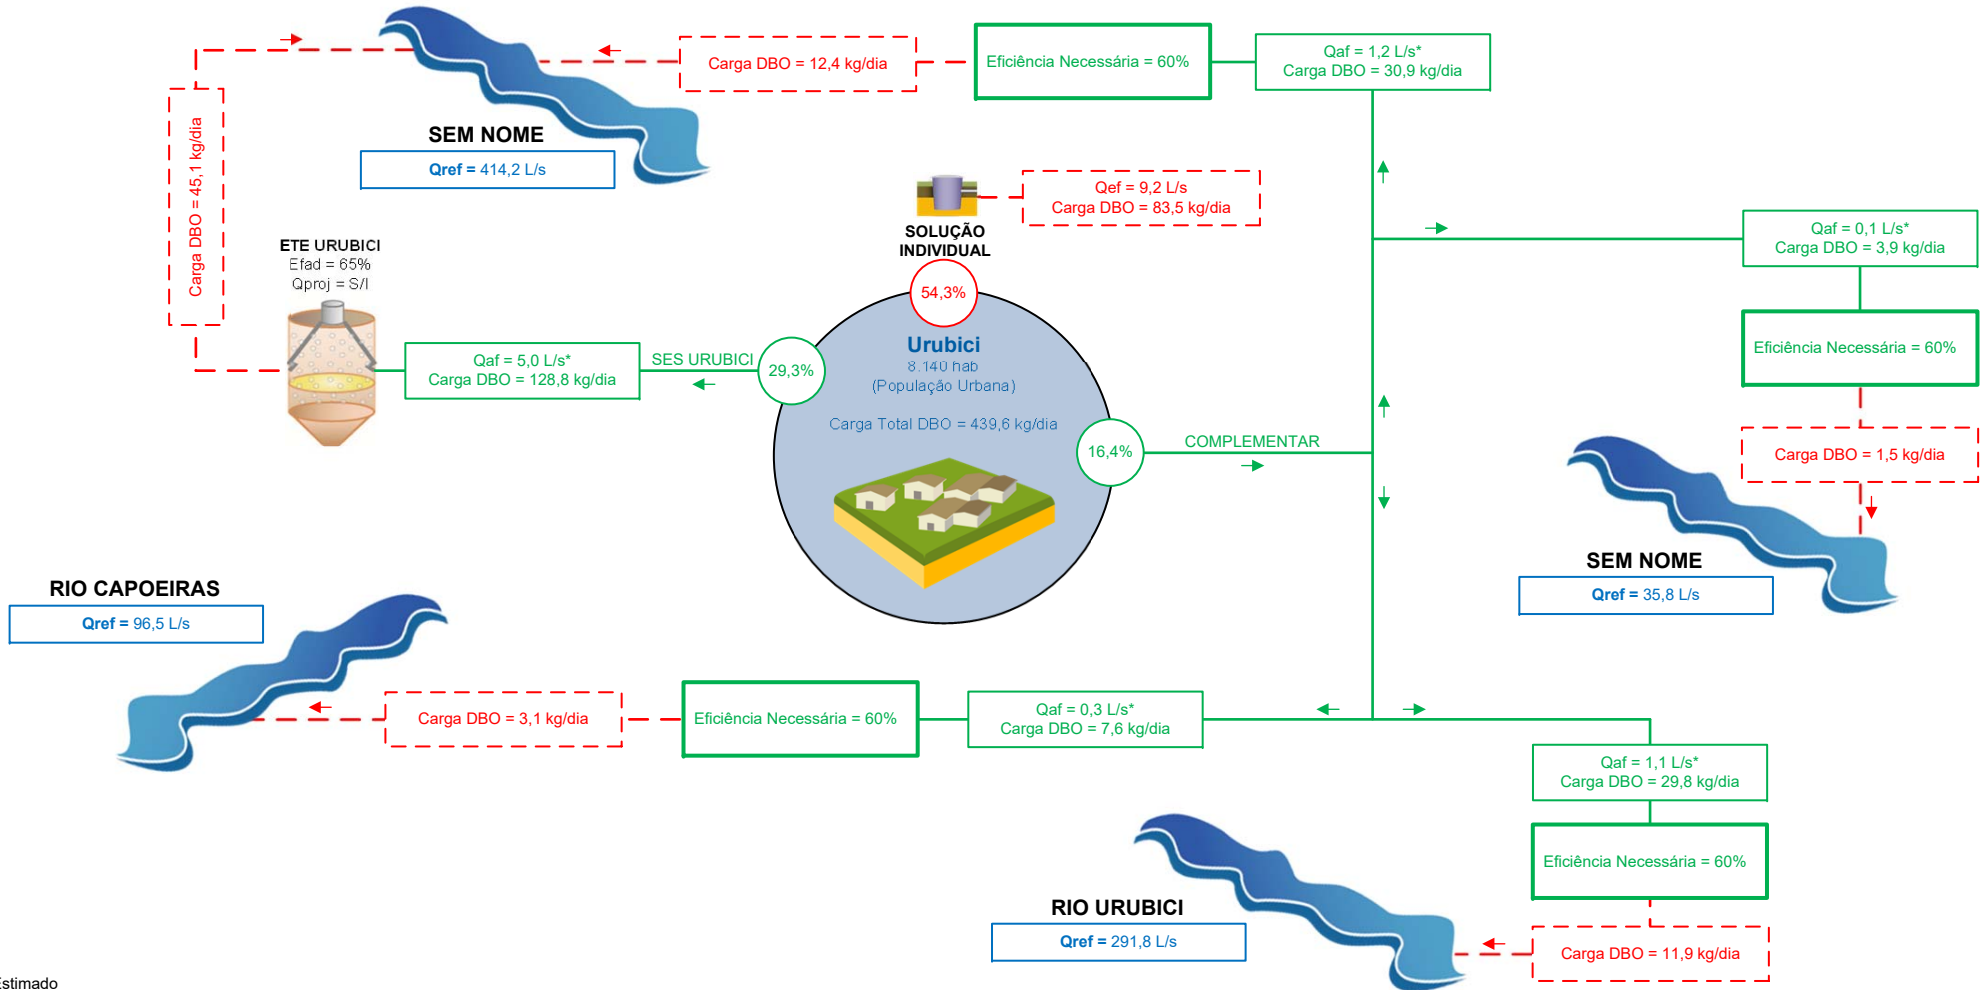 Carga DBO = 12,4 kg/dia
Eficiência Necessária = 60%
Qaf = 1,2 L/s*
Carga DBO = 30,9 kg/dia
SEM NOME
Qref = 414,2 L/s
Carga DBO = 45,1 kg/dia
Qef = 9,2 L/s
Carga DBO = 83,5 kg/dia
SOLUÇÃO
INDIVIDUAL
54,3%
Qaf = 0,1 L/s*
Carga DBO = 3,9 kg/dia
Eficiência Necessária = 60%
Carga DBO = 1,5 kg/dia
ETE URUBICI
Efad = 65%
Qproj = S/I
Qaf = 5,0 L/s*
Carga DBO = 128,8 kg/dia
SES URUBICI
29,3%
Urubici
8.140 hab
(População Urbana)
Carga Total DBO = 439,6 kg/dia
16,4%
COMPLEMENTAR
SEM NOME
Qref = 35,8 L/s
RIO CAPOEIRAS
Qref = 96,5 L/s
Carga DBO = 3,1 kg/dia
Eficiência Necessária = 60%
Qaf = 0,3 L/s*
Carga DBO = 7,6 kg/dia
Qaf = 1,1 L/s*
Carga DBO = 29,8 kg/dia
Eficiência Necessária = 60%
RIO URUBICI
Qref = 291,8 L/s
Carga DBO = 11,9 kg/dia
Estimado